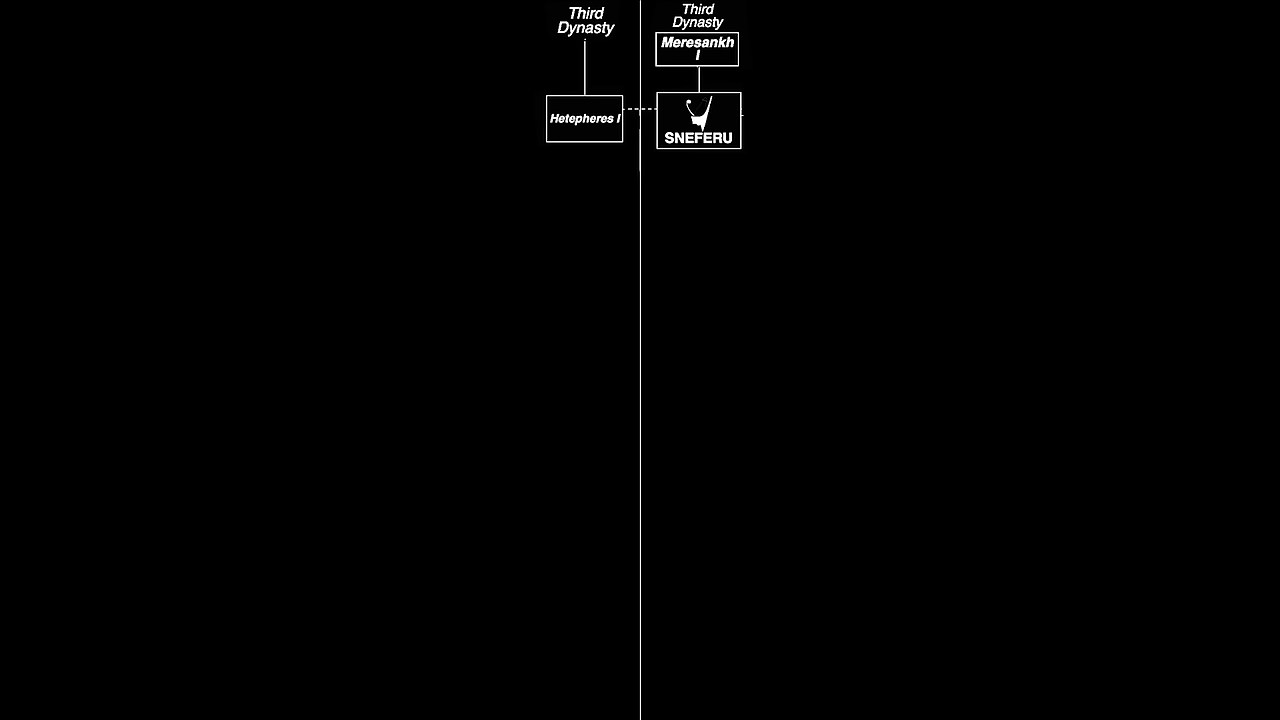 Third
Dynasty
Hetepheres I
Third
Dynasty
Meresankh
I
SNEFERU